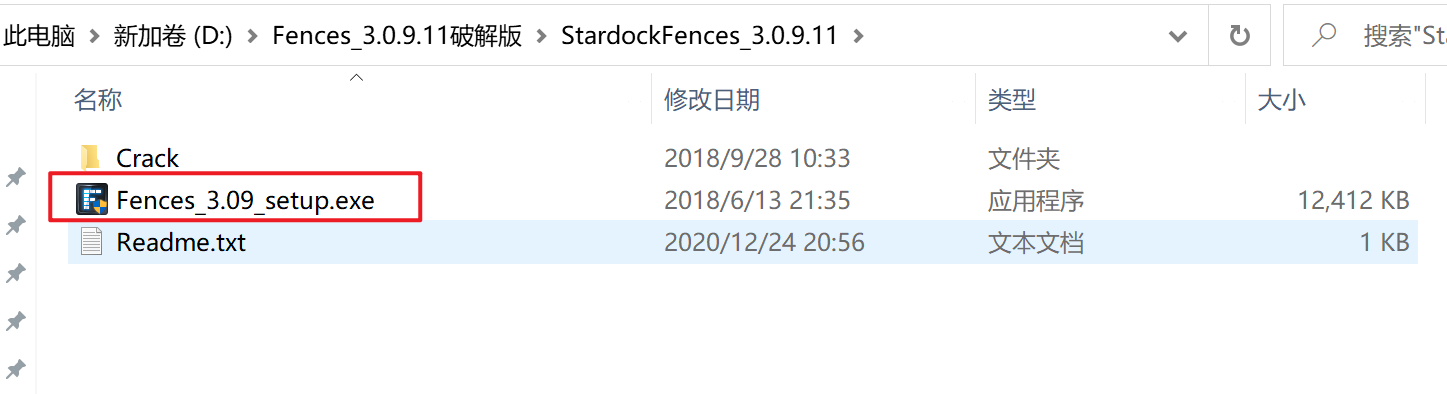 此电脑 > 新加卷 (D:) > Fences_3.0.9.11破解版 > StardockFences_3.0.9.11 > 搜索"Sta
名称 修改日期 类型 大小
Crack 2018/9/28 10:33 文件夹
Fences_3.09_setup.exe 2018/6/13 21:35 应用程序 12,412 KB
Readme.txt 2020/12/24 20:56 文本文档 1 KB